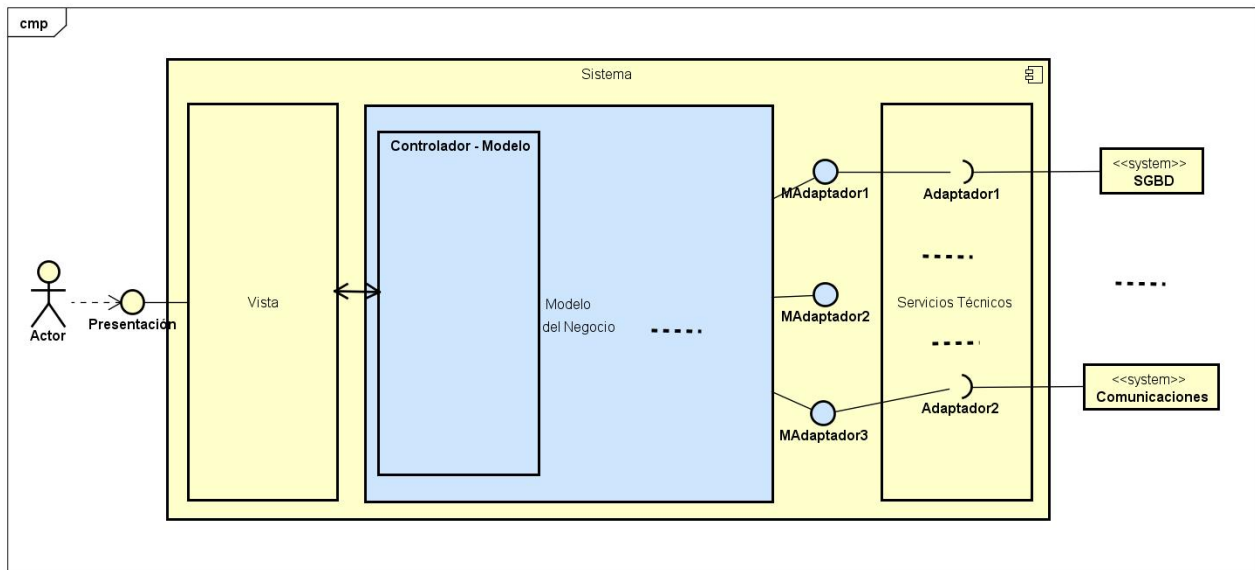 cmp
Sistema
Controlador - Modelo
MAdaptador1
Adaptador1
<<system>>
SGBD
Actor
Presentación
Vista
Modelo
del Negocio
MAdaptador2
Servicios Técnicos
MAdaptador3
Adaptador2
<<system>>
Comunicaciones